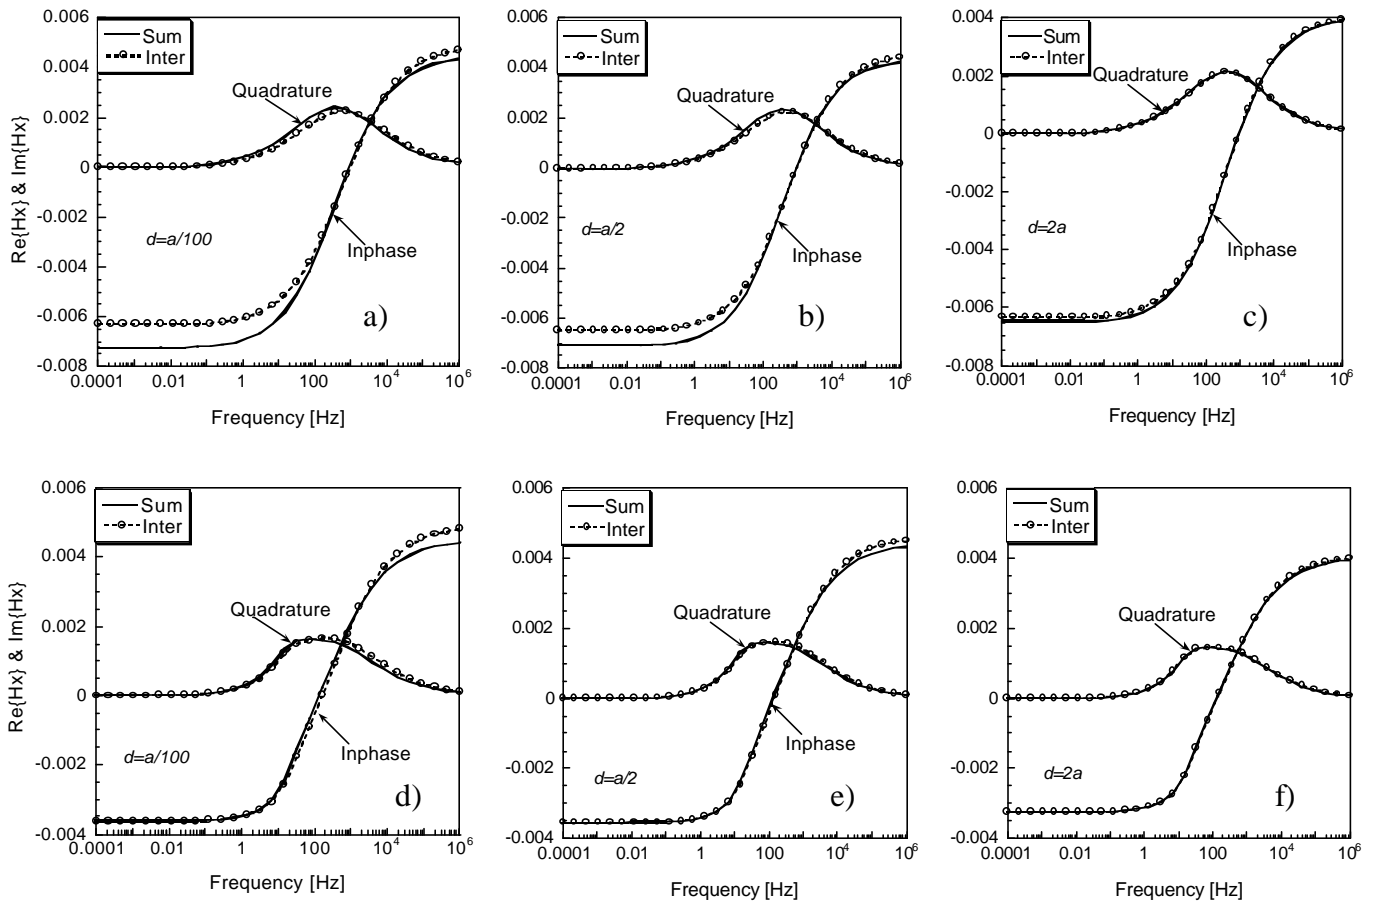 0.006
0.004
0.002
0
-0.002
-0.004
-0.006
-0.008
Re{Hx} & Im{Hx}
Sum
Inter
Quadrature
Inphase
d=a/100
a)
0.0001 0.01 1 100 10^4 10^6
Frequency [Hz]
0.006
0.004
0.002
0
-0.002
-0.004
-0.006
-0.008
Sum
Inter
Quadrature
Inphase
d=a/2
b)
0.0001 0.01 1 100 10^4 10^6
Frequency [Hz]
0.004
0.002
0
-0.002
-0.004
-0.006
-0.008
Sum
Inter
Quadrature
Inphase
d=2a
c)
0.0001 0.01 1 100 10^4 10^6
Frequency [Hz]
0.006
0.004
0.002
0
-0.002
-0.004
Re{Hx} & Im{Hx}
Sum
Inter
Quadrature
Inphase
d=a/100
d)
0.0001 0.01 1 100 10^4 10^6
Frequency [Hz]
0.006
0.004
0.002
0
-0.002
-0.004
Sum
Inter
Quadrature
Inphase
d=a/2
e)
0.0001 0.01 1 100 10^4 10^6
Frequency [Hz]
0.006
0.004
0.002
0
-0.002
-0.004
Sum
Inter
Quadrature
Inphase
d=2a
f)
0.0001 0.01 1 100 10^4 10^6
Frequency [Hz]